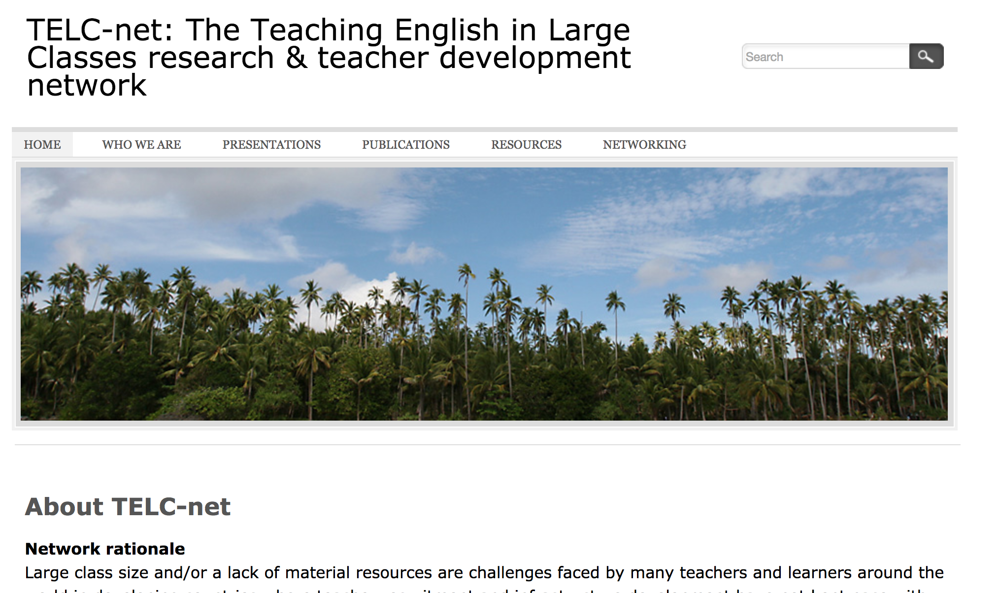 TELC-net: The Teaching English in Large
Classes research & teacher development
network
Search
HOME WHO WE ARE PRESENTATIONS PUBLICATIONS RESOURCES NETWORKING
About TELC-net
Network rationale
Large class size and/or a lack of material resources are challenges faced by many teachers and learners around the